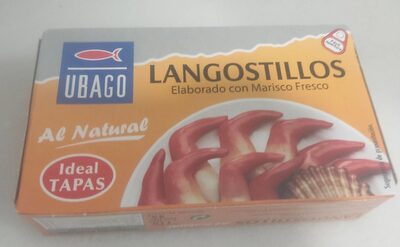 UBAGO
LANGOSTILLOS
Elaborado con Marisco Fresco
Al Natural
Ideal
TAPAS